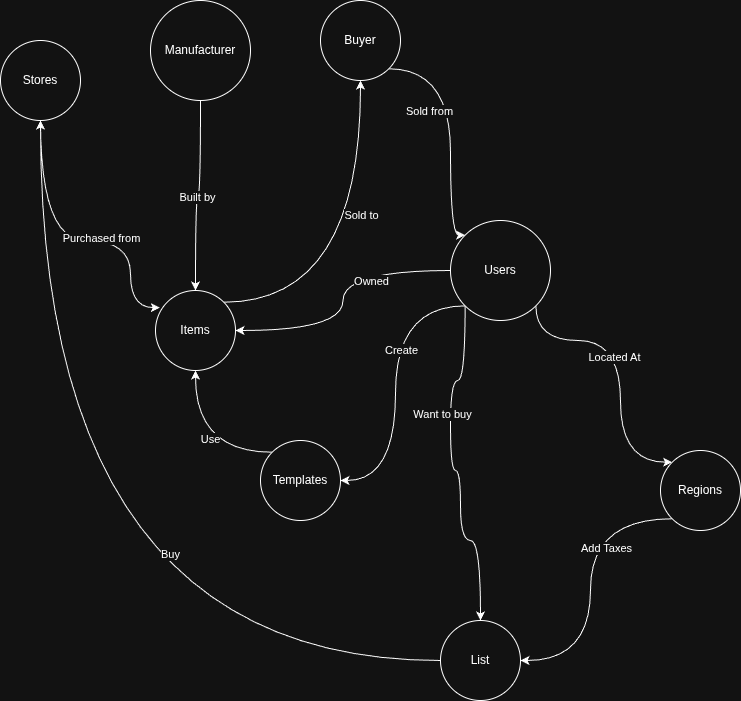 Buyer
Manufacturer
Stores
Sold from
Built by
Sold to
Purchased from
Users
Owned
Items
Create
Located At
Want to buy
Use
Templates
Regions
Add Taxes
Buy
List